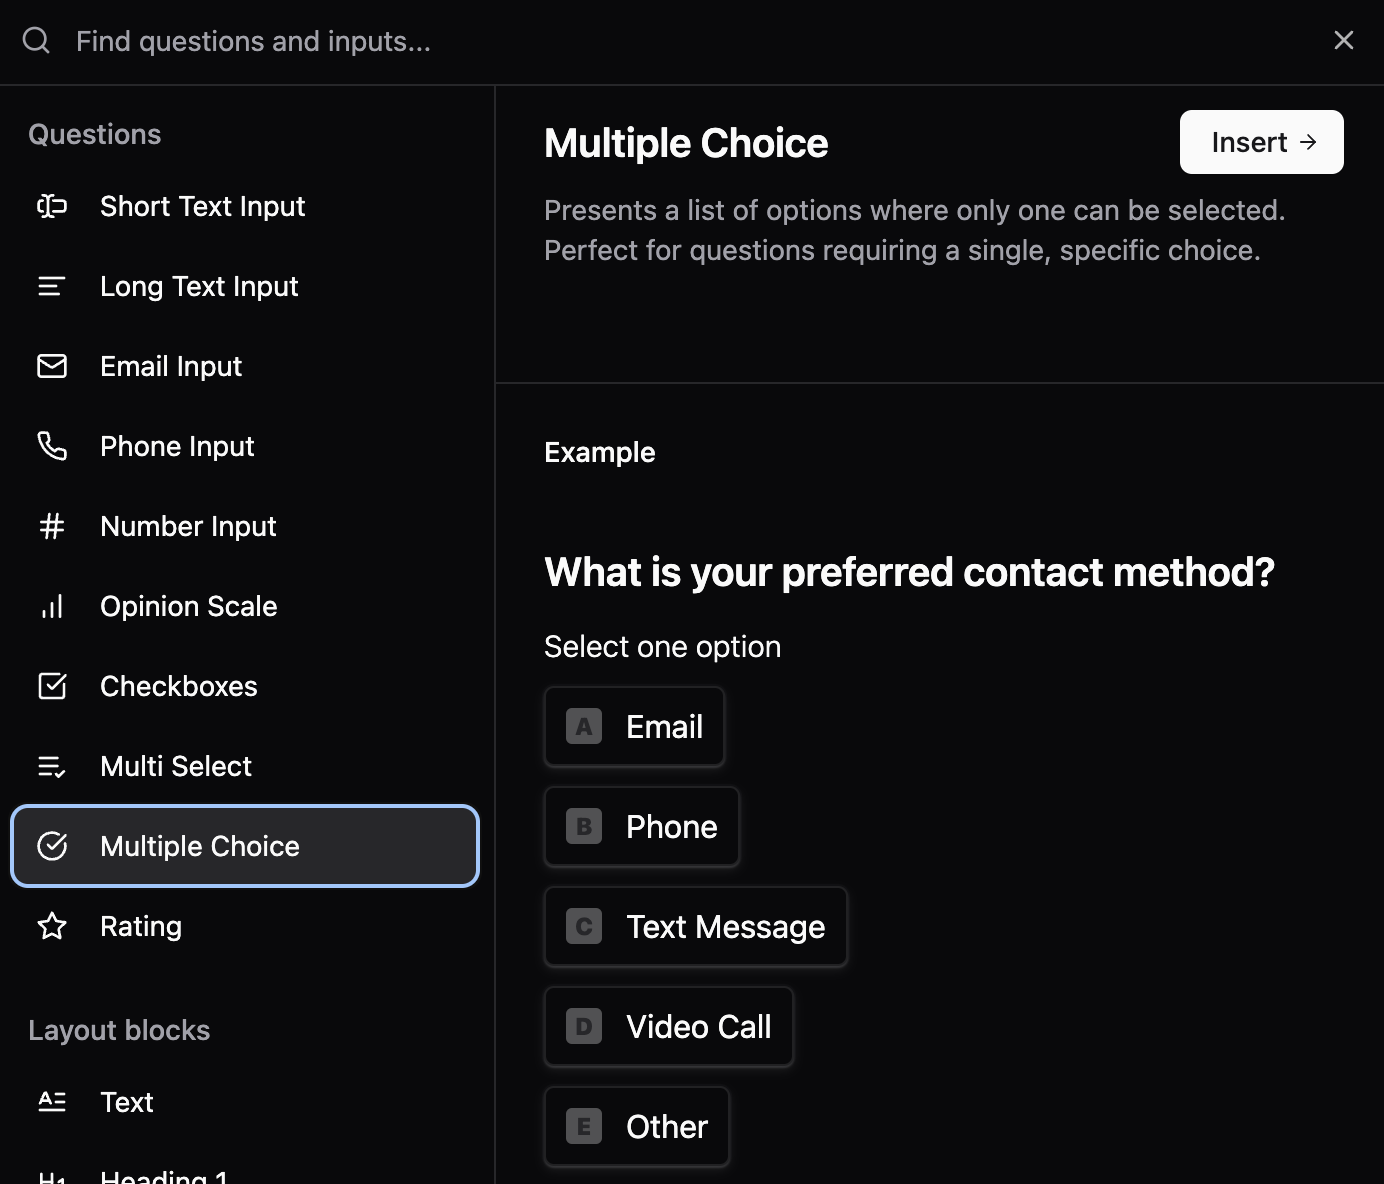 Find questions and inputs...
Questions
Short Text Input
Long Text Input
Email Input
Phone Input
Number Input
Opinion Scale
Checkboxes
Multi Select
Multiple Choice
Rating
Layout blocks
Text
Heading 1
Multiple Choice
Insert →
Presents a list of options where only one can be selected.
Perfect for questions requiring a single, specific choice.
Example
What is your preferred contact method?
Select one option
A Email
B Phone
C Text Message
D Video Call
E Other